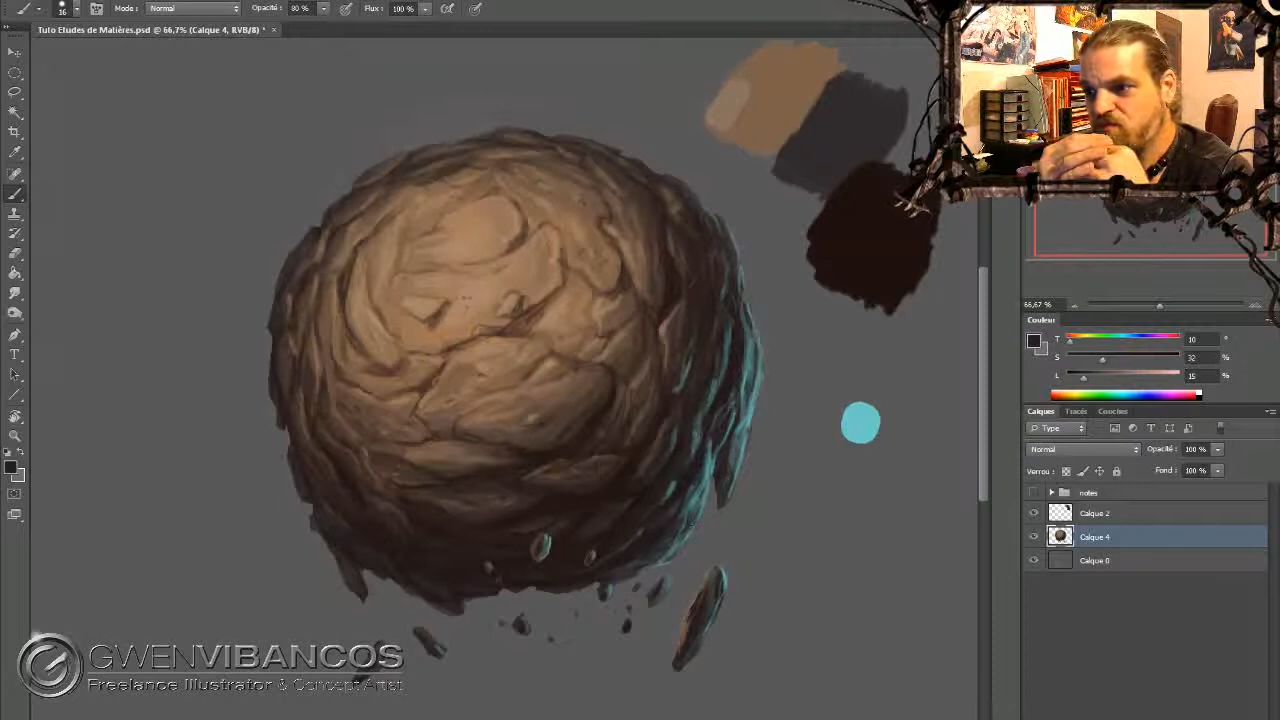 16 Mode : Normal Opacité : 80 % Flux : 100 %
Tuto Etudes de Matières.psd @ 66,7% (Calque 4, RVB/8) * ×
66,67 %
Couleur
T 10 °
S 32 %
L 15 %
Calques Tracés Couches
Type
Normal Opacité : 100 %
Verrou : Fond : 100 %
notes
Calque 2
Calque 4
Calque 0
GWENVIBANCOS
Freelance Illustrator & Concept Artist